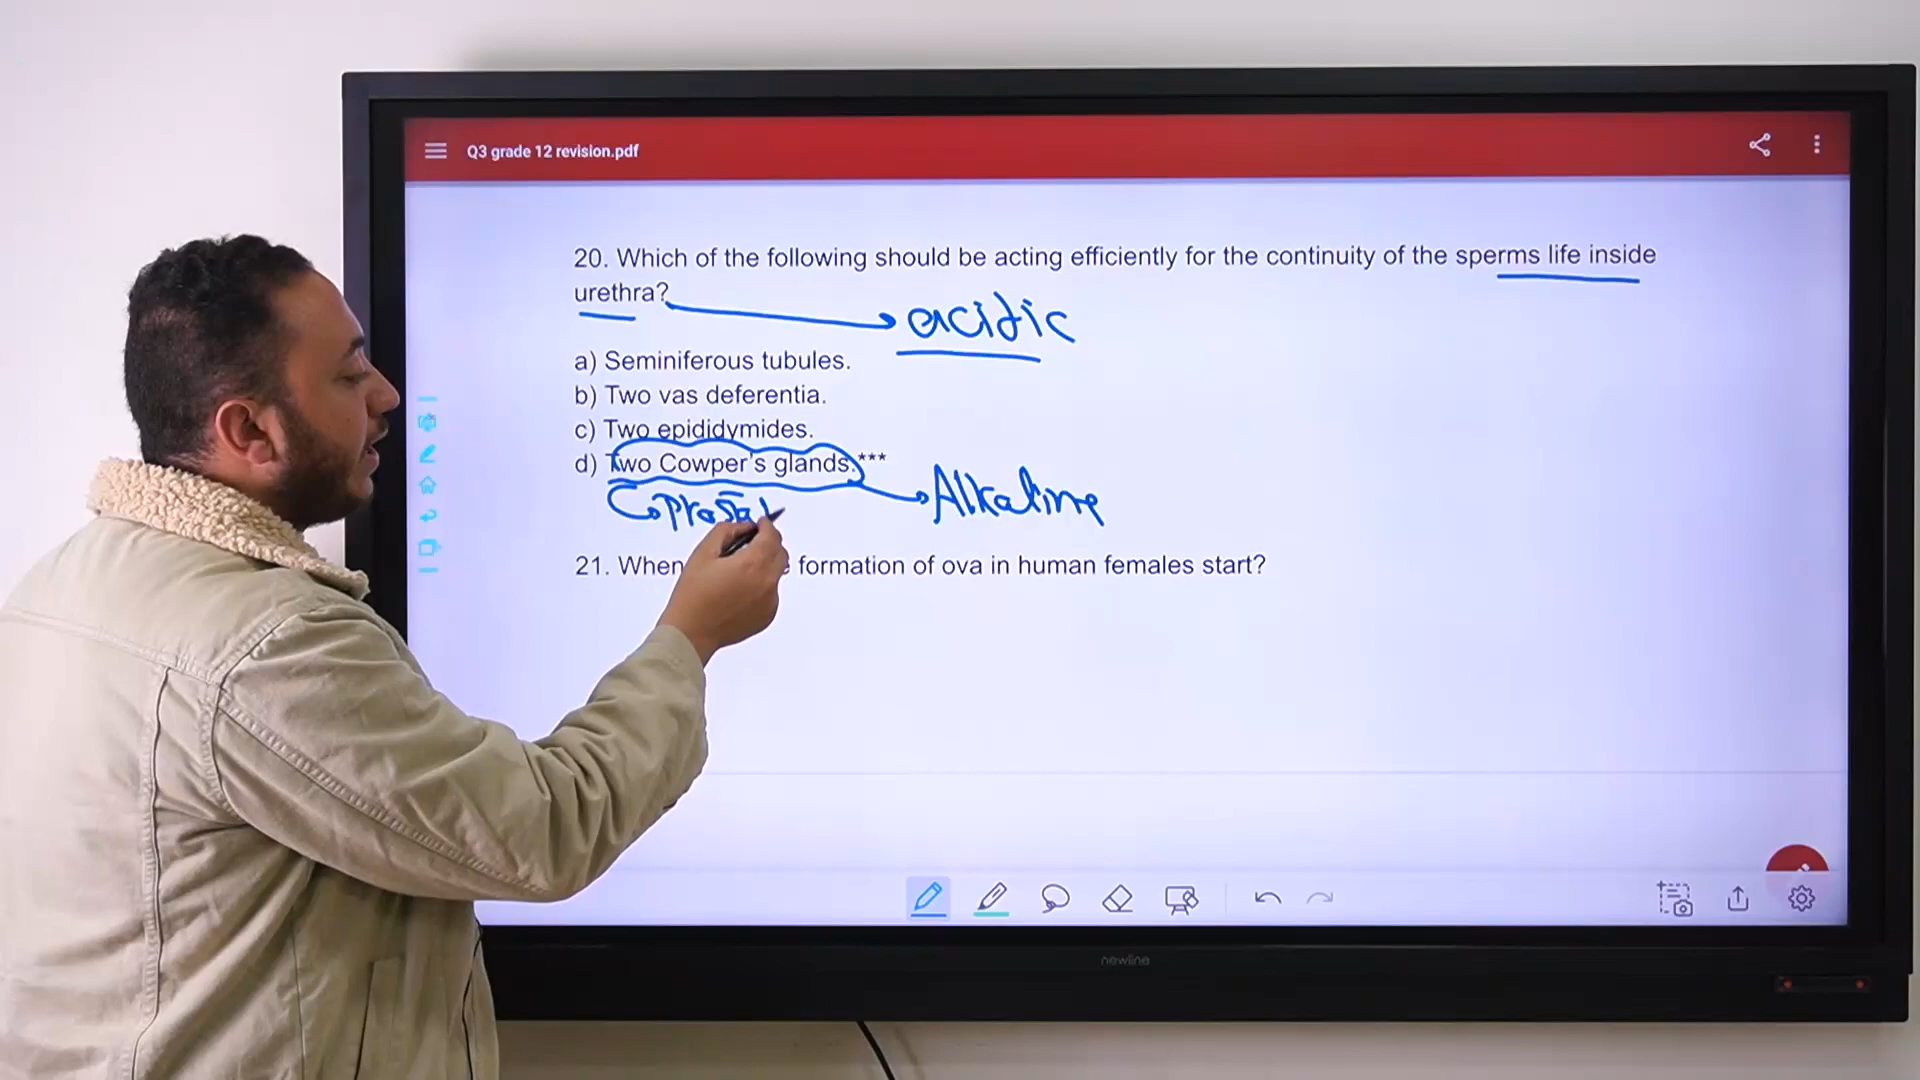 Q3 grade 12 revision.pdf
20. Which of the following should be acting efficiently for the continuity of the sperms life inside
urethra?
acidic
a) Seminiferous tubules.
b) Two vas deferentia.
c) Two epididymides.
d) Two Cowper's glands.***
Alkaline
21. When formation of ova in human females start?
newline